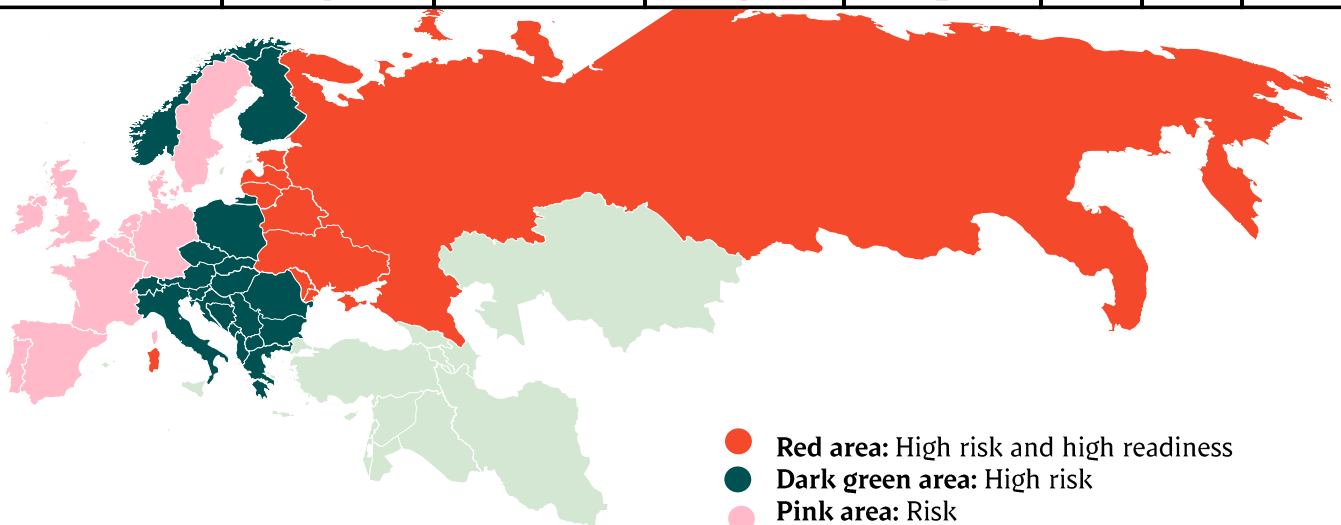 Red area: High risk and high readiness
Dark green area: High risk
Pink area: Risk